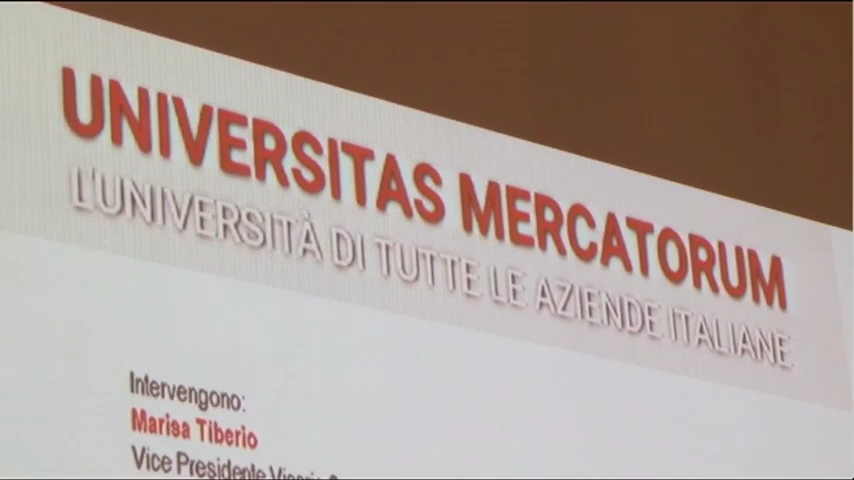 UNIVERSITAS MERCATORUM
L'UNIVERSITÀ DI TUTTE LE AZIENDE ITALIANE
Intervengono:
Marisa Tiberio
Vice Presidente